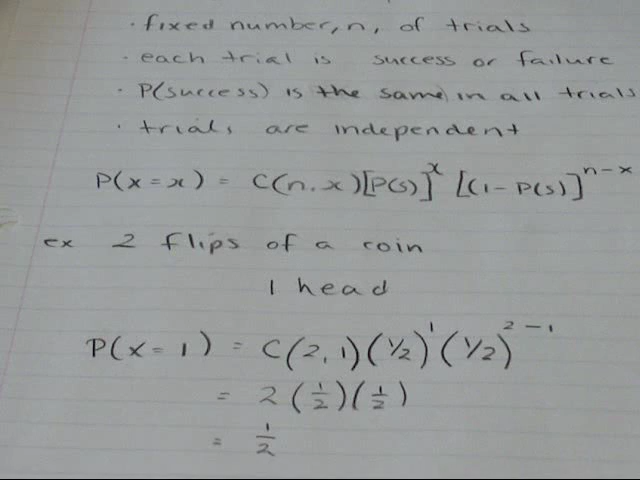 · fixed number, n, of trials
· each trial is success or failure
· P(success) is the same in all trials
· trials are independent
P(x = x) = C(n, x)[P(s)]^x [(1 - P(s)]^n-x
ex 2 flips of a coin
1 head
P(x = 1) = C(2, 1)(1/2)^1(1/2)^2-1
= 2(1/2)(1/2)
= 1/2